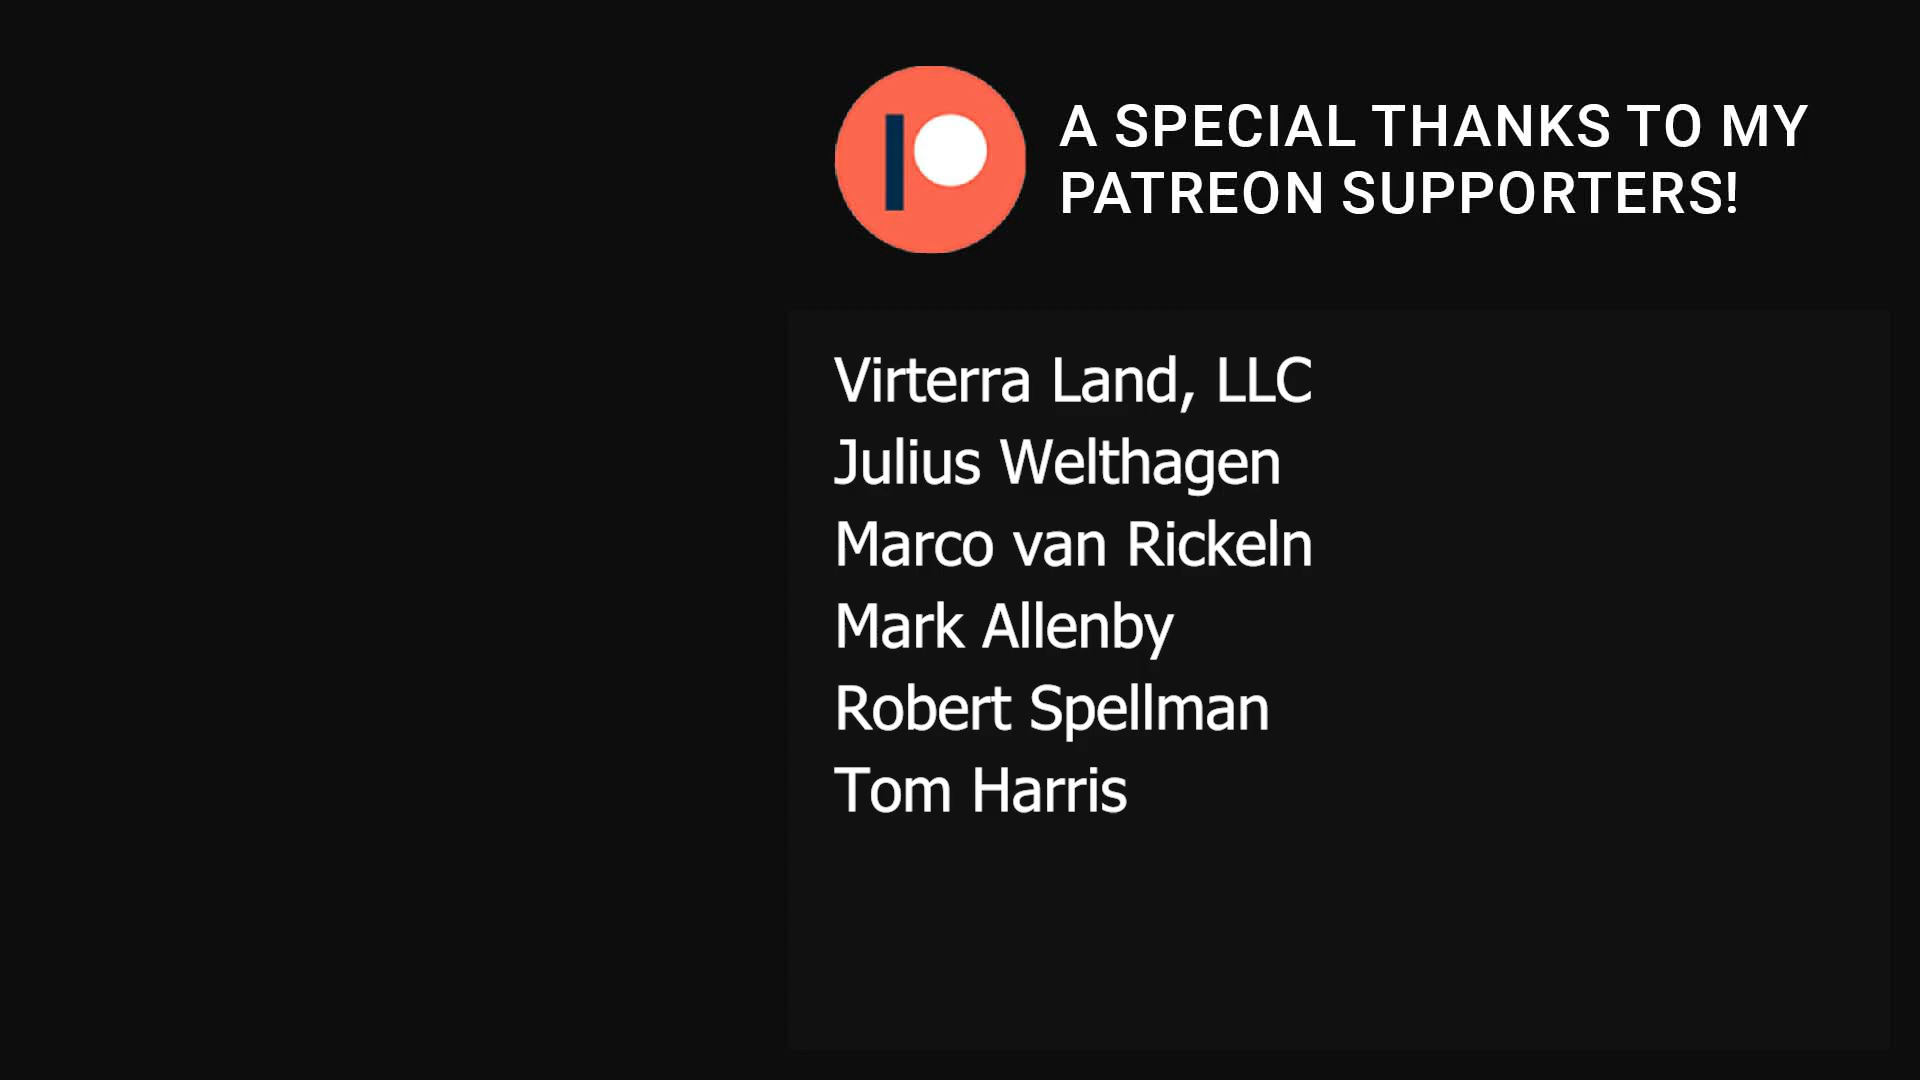 A SPECIAL THANKS TO MY
PATREON SUPPORTERS!
Virterra Land, LLC
Julius Welthagen
Marco van Rickeln
Mark Allenby
Robert Spellman
Tom Harris